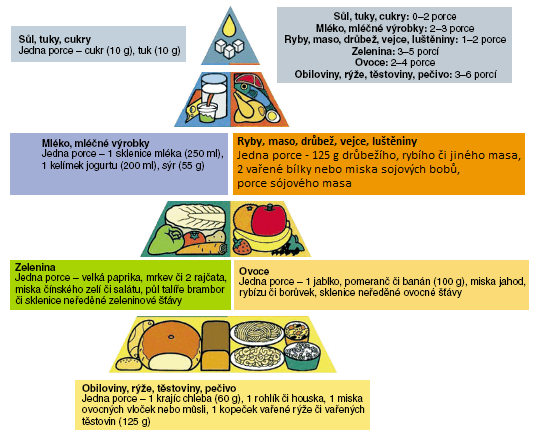 Sůl, tuky, cukry
Jedna porce – cukr (10 g), tuk (10 g)
Sůl, tuky, cukry: 0–2 porce
Mléko, mléčné výrobky: 2–3 porce
Ryby, maso, drůbež, vejce, luštěniny: 1–2 porce
Zelenina: 3–5 porcí
Ovoce: 2–4 porce
Obiloviny, rýže, těstoviny, pečivo: 3–6 porcí
Mléko, mléčné výrobky
Jedna porce – 1 sklenice mléka (250 ml),
1 kelímek jogurtu (200 ml), sýr (55 g)
Ryby, maso, drůbež, vejce, luštěniny
Jedna porce - 125 g drůbežího, rybího či jiného masa,
2 vařené bílky nebo miska sojových bobů,
porce sójového masa
Zelenina
Jedna porce – velká paprika, mrkev či 2 rajčata,
miska čínského zelí či salátu, půl talíře brambor
či sklenice neředěné zeleninové šťávy
Ovoce
Jedna porce – 1 jablko, pomeranč či banán (100 g), miska jahod,
rybízu či borůvek, sklenice neředěné ovocné šťávy
Obiloviny, rýže, těstoviny, pečivo
Jedna porce – 1 krajíc chleba (60 g), 1 rohlík či houska, 1 miska
ovocných vloček nebo műsli, 1 kopeček vařené rýže či vařených
těstovin (125 g)